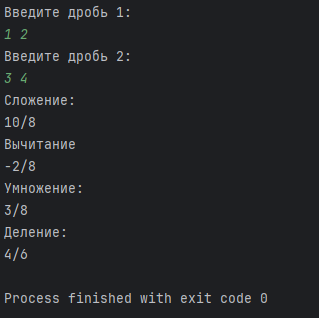 Введите дробь 1:
1 2
Введите дробь 2:
3 4
Сложение:
10/8
Вычитание
-2/8
Умножение:
3/8
Деление:
4/6
Process finished with exit code 0